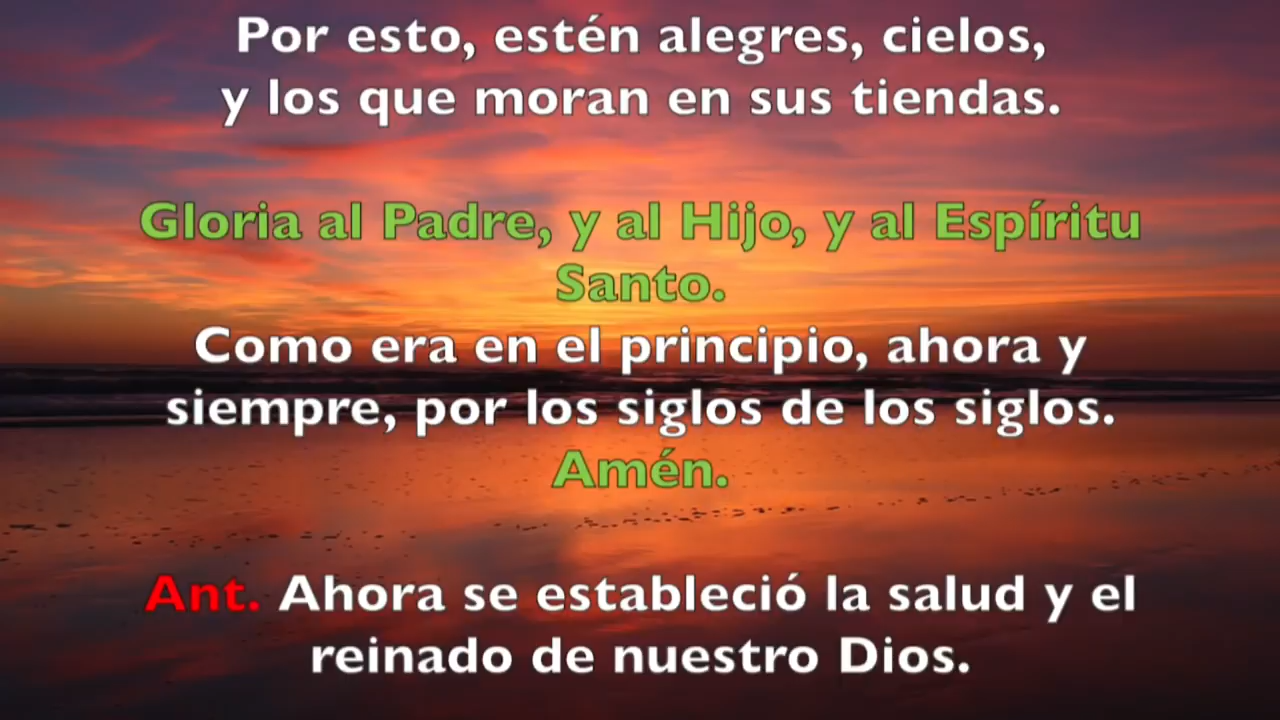 Por esto, estén alegres, cielos,
y los que moran en sus tiendas.
Gloria al Padre, y al Hijo, y al Espíritu
Santo.
Como era en el principio, ahora y
siempre, por los siglos de los siglos.
Amén.
Ant. Ahora se estableció la salud y el
reinado de nuestro Dios.